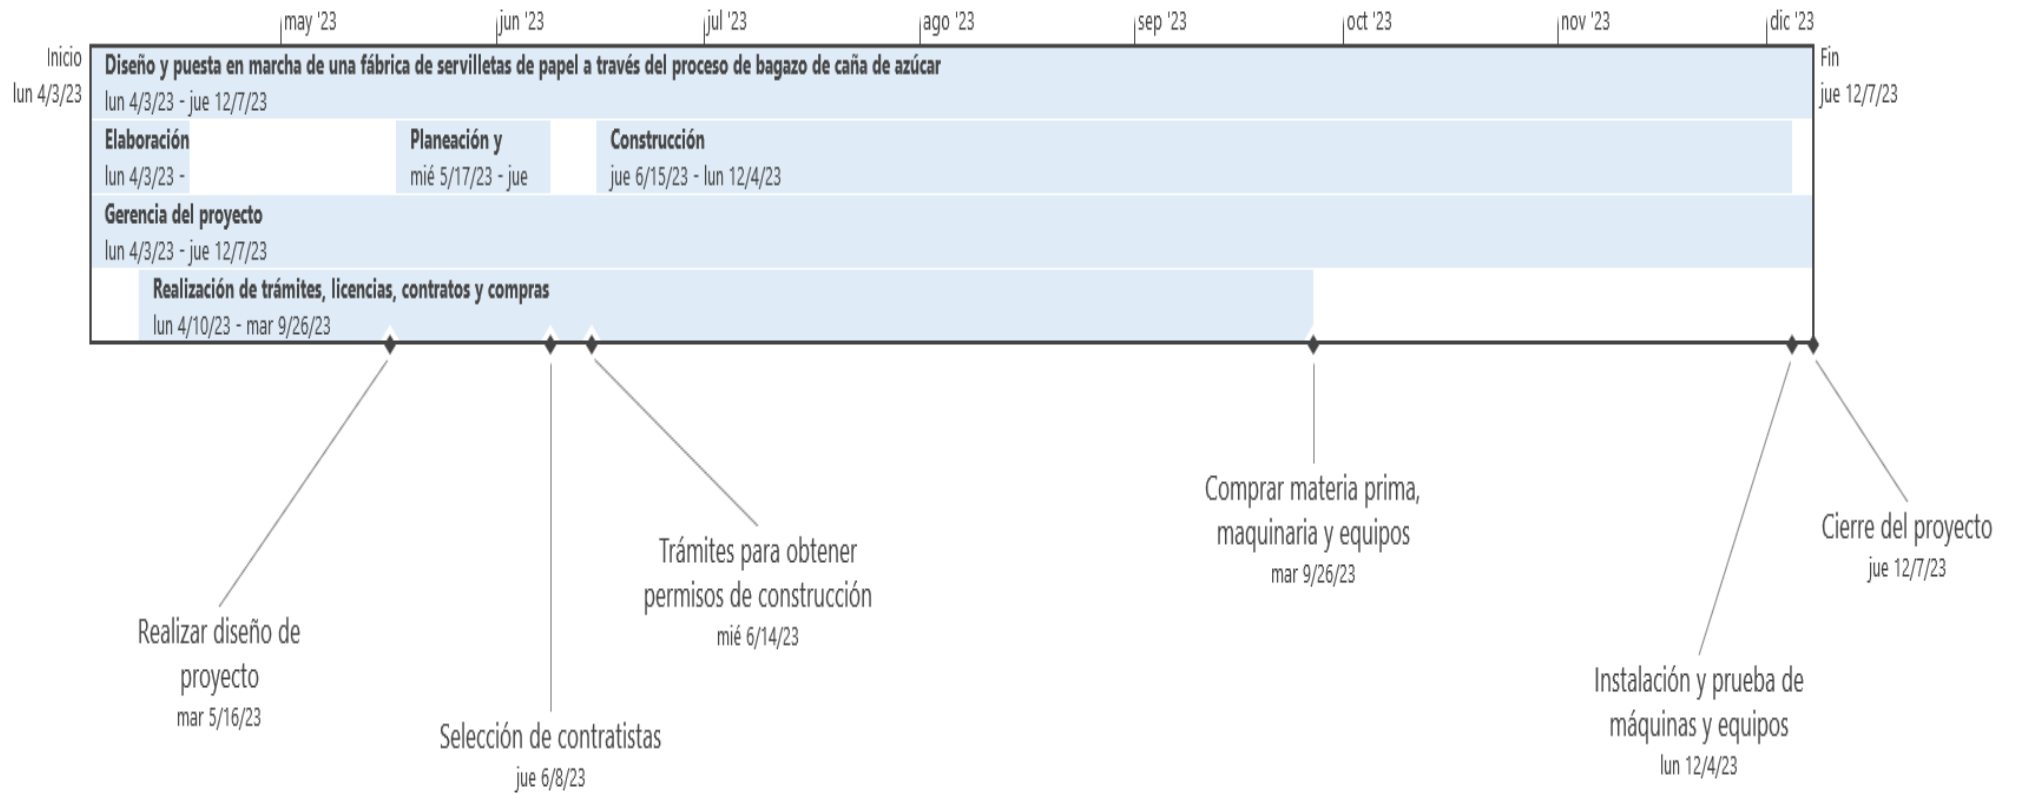 may '23
jun '23
jul '23
ago '23
sep '23
oct '23
nov '23
dic '23
Inicio
lun 4/3/23
Diseño y puesta en marcha de una fábrica de servilletas de papel a través del proceso de bagazo de caña de azúcar
lun 4/3/23 - jue 12/7/23
Fin
jue 12/7/23
Elaboración
lun 4/3/23 -
Planeación y
mié 5/17/23 - jue
Construcción
jue 6/15/23 - lun 12/4/23
Gerencia del proyecto
lun 4/3/23 - jue 12/7/23
Realización de trámites, licencias, contratos y compras
lun 4/10/23 - mar 9/26/23
Realizar diseño de
proyecto
mar 5/16/23
Selección de contratistas
jue 6/8/23
Trámites para obtener
permisos de construcción
mié 6/14/23
Comprar materia prima,
maquinaria y equipos
mar 9/26/23
Instalación y prueba de
máquinas y equipos
lun 12/4/23
Cierre del proyecto
jue 12/7/23